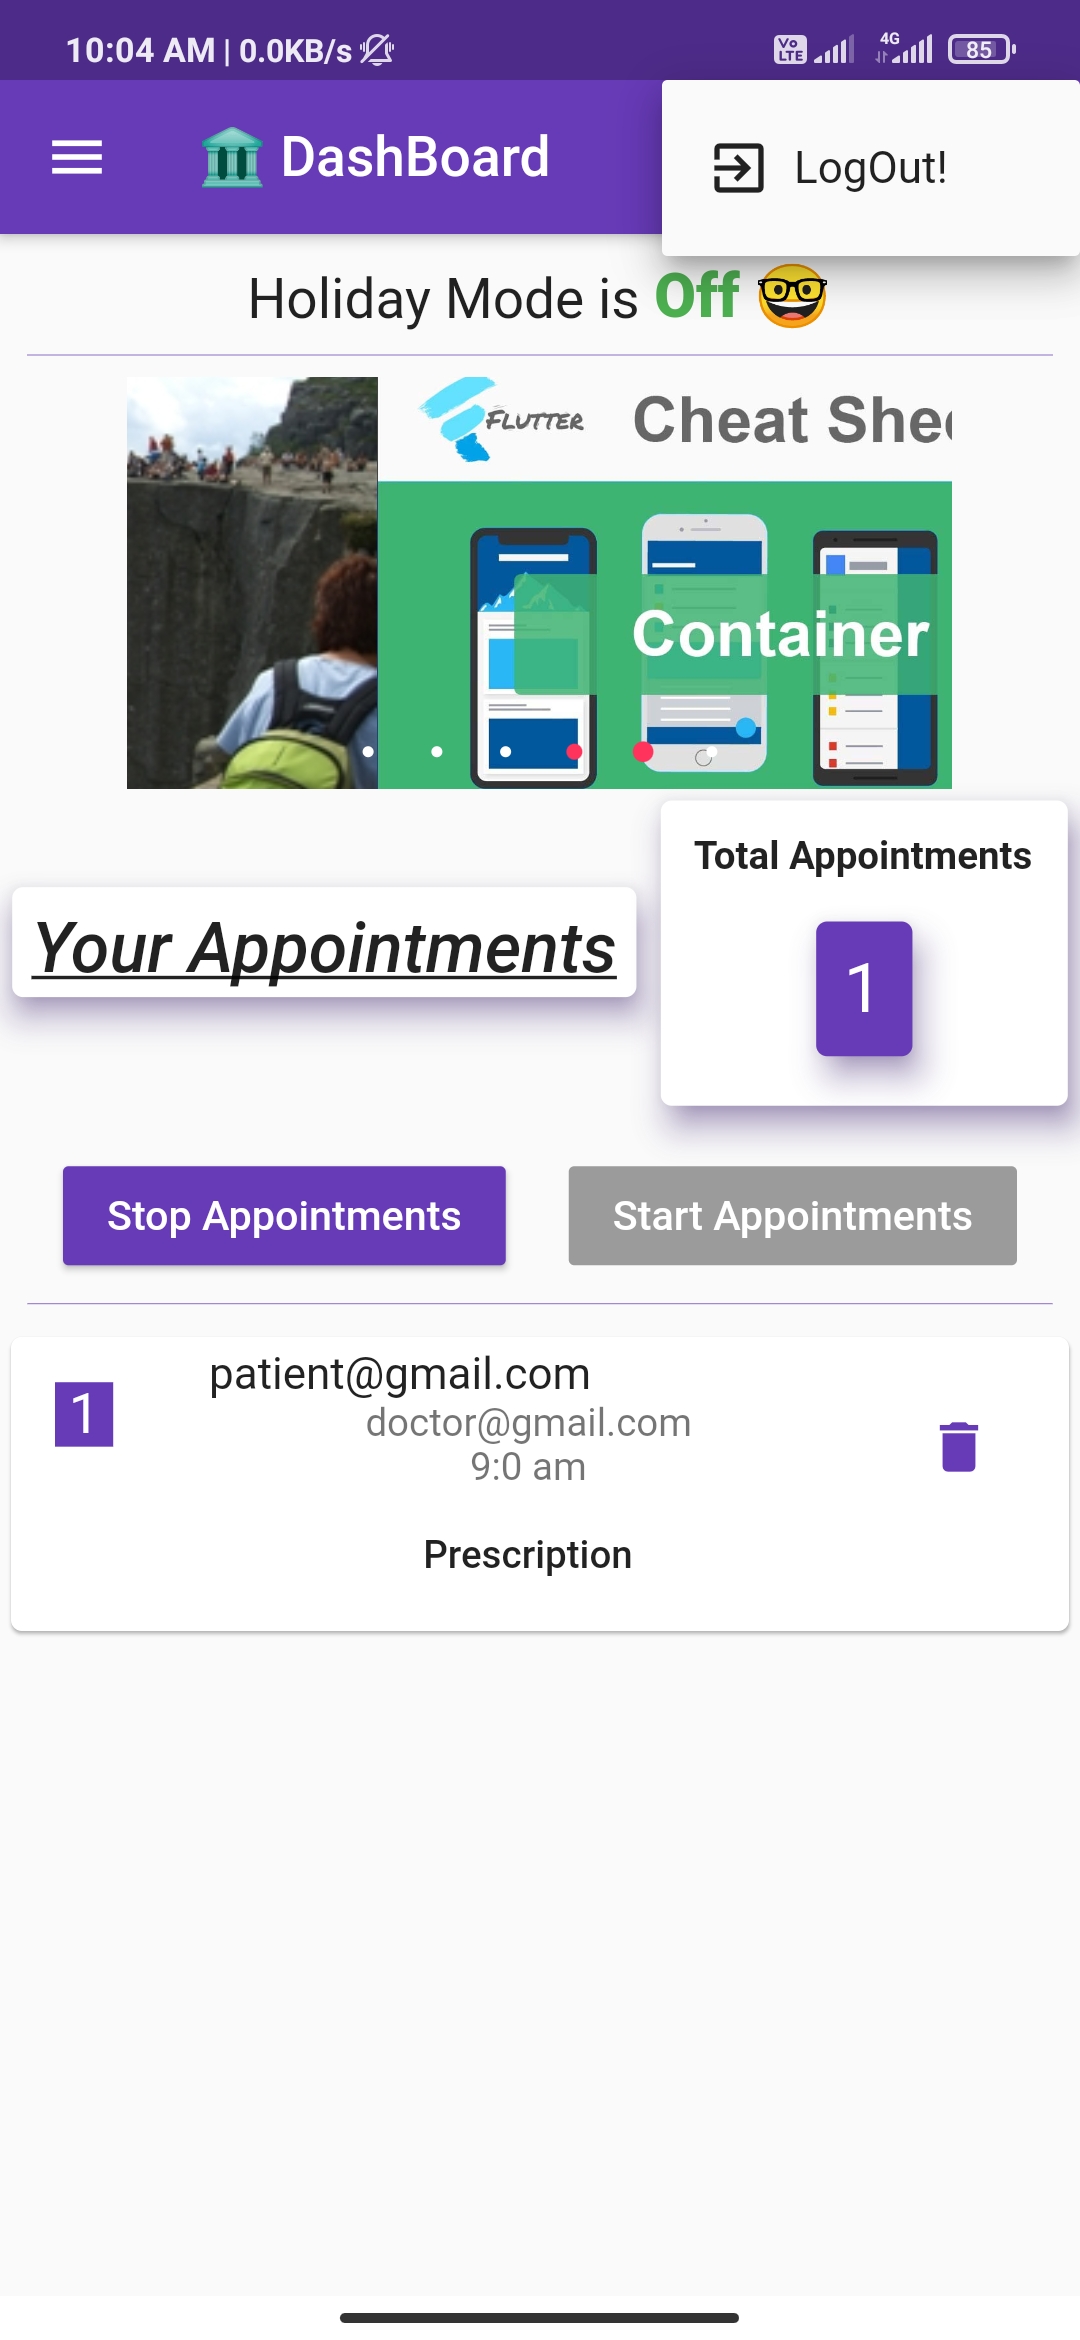 10:04 AM | 0.0KB/s
Vo LTE 4G 85
DashBoard
LogOut!
Holiday Mode is Off 🤓
FLUTTER
Cheat Shee
Container
Total Appointments
Your Appointments
1
Stop Appointments
Start Appointments
1
patient@gmail.com
doctor@gmail.com
9:0 am
Prescription